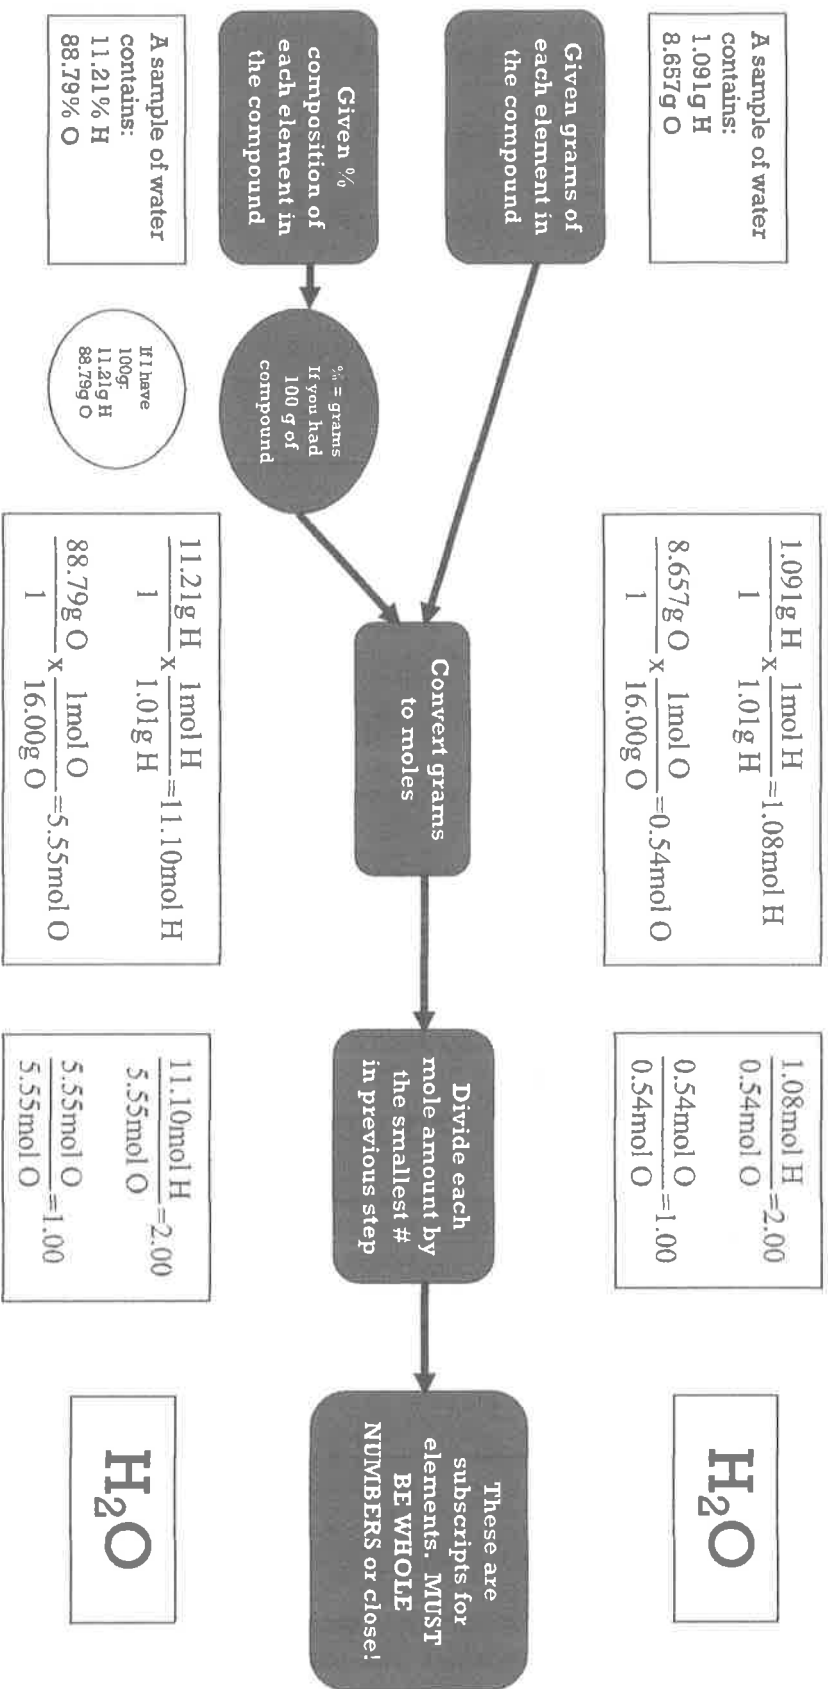 A sample of water
contains:
1.091g H
8.657g O
1.091g H/1 x 1mol H/1.01g H =1.08mol H
8.657g O/1 x 1mol O/16.00g O =0.54mol O
1.08mol H/0.54mol O =2.00
0.54mol O/0.54mol O =1.00
H₂O
Given grams of
each element in
the compound
Given %
composition of
each element in
the compound
% = grams
If you had
100 g of
compound
Convert grams
to moles
Divide each
mole amount by
the smallest #
in previous step
These are
subscripts for
elements. MUST
BE WHOLE
NUMBERS or close!
A sample of water
contains:
11.21% H
88.79% O
If I have
100g:
11.21g H
88.79g O
11.21g H/1 x 1mol H/1.01g H =11.10mol H
88.79g O/1 x 1mol O/16.00g O =5.55mol O
11.10mol H/5.55mol O =2.00
5.55mol O/5.55mol O =1.00
H₂O